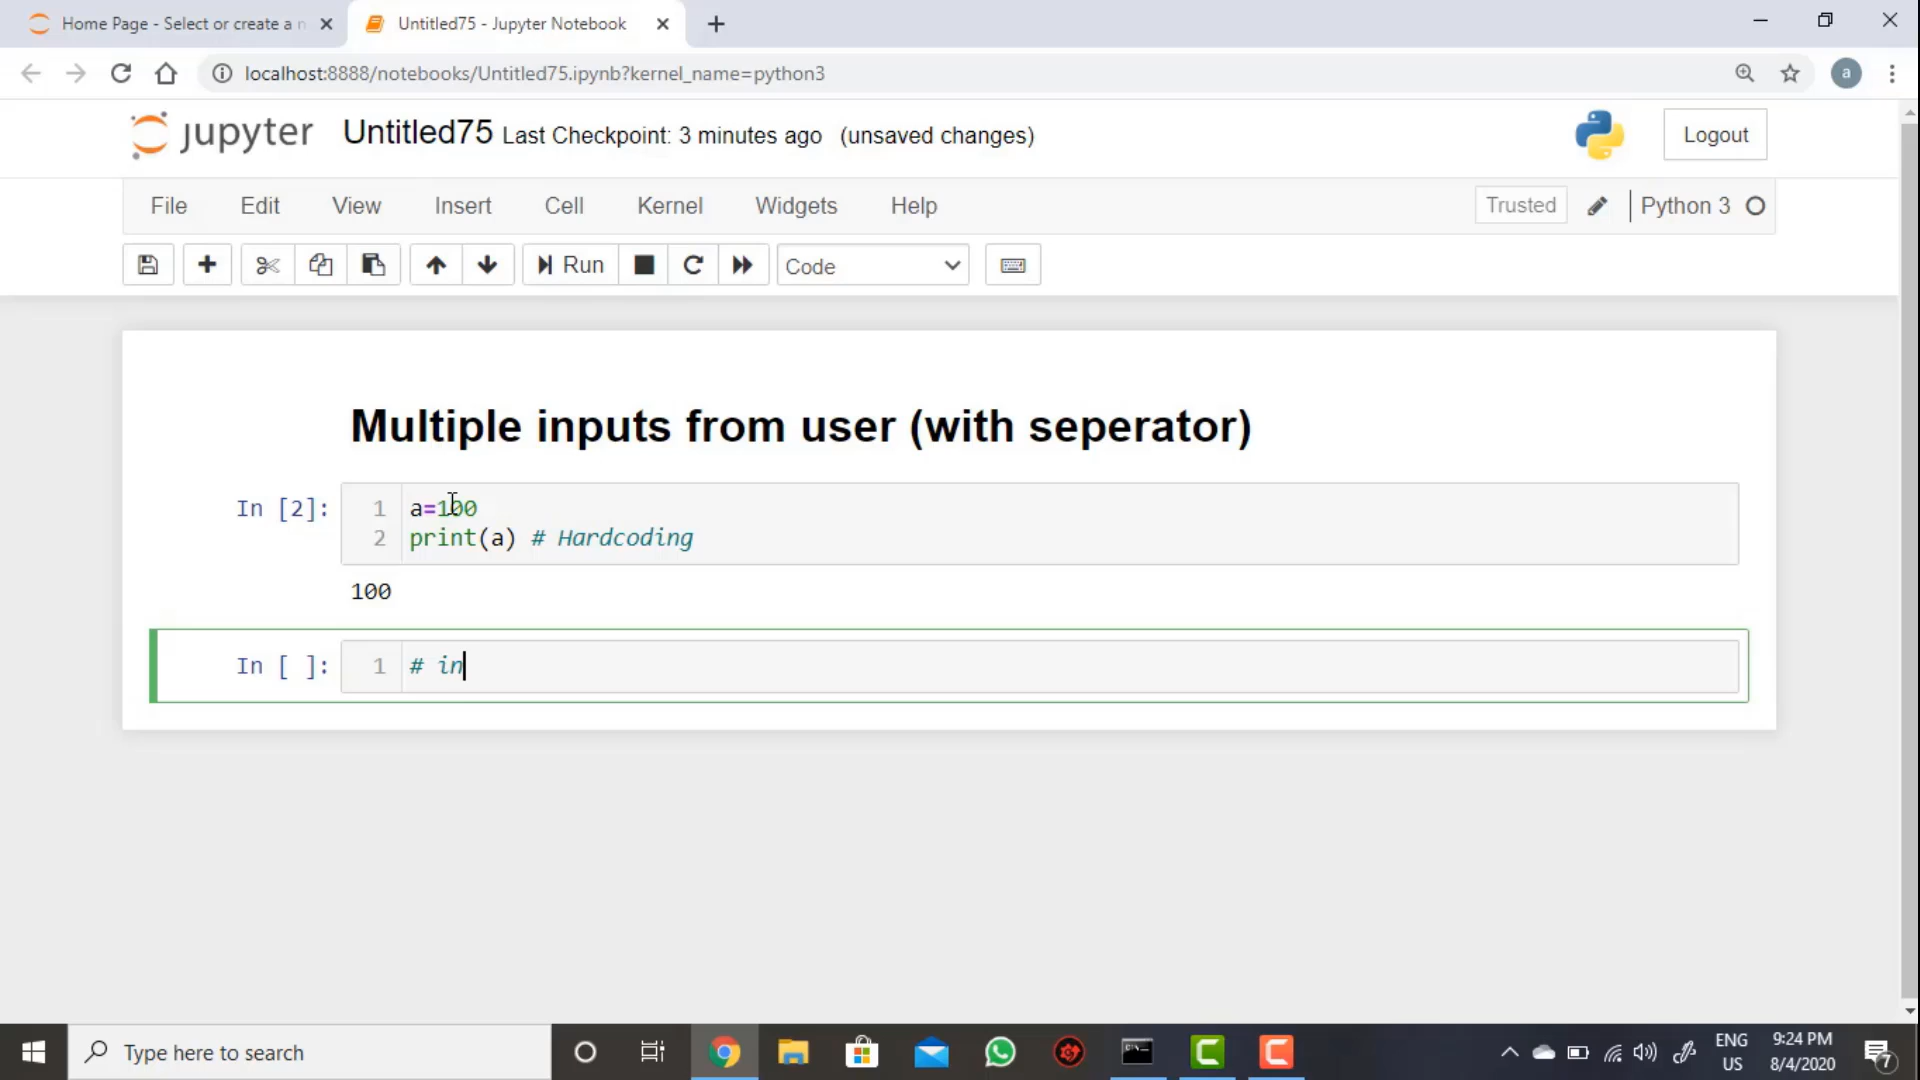 Home Page - Select or create a n
Untitled75 - Jupyter Notebook
localhost:8888/notebooks/Untitled75.ipynb?kernel_name=python3
a
jupyter Untitled75 Last Checkpoint: 3 minutes ago (unsaved changes)
Logout
File Edit View Insert Cell Kernel Widgets Help
Trusted
Python 3
Run
Code
Multiple inputs from user (with seperator)
In [2]:
1 a=100
2 print(a) # Hardcoding
100
In [ ]:
1 # in
Type here to search
ENG
US
9:24 PM
8/4/2020
7